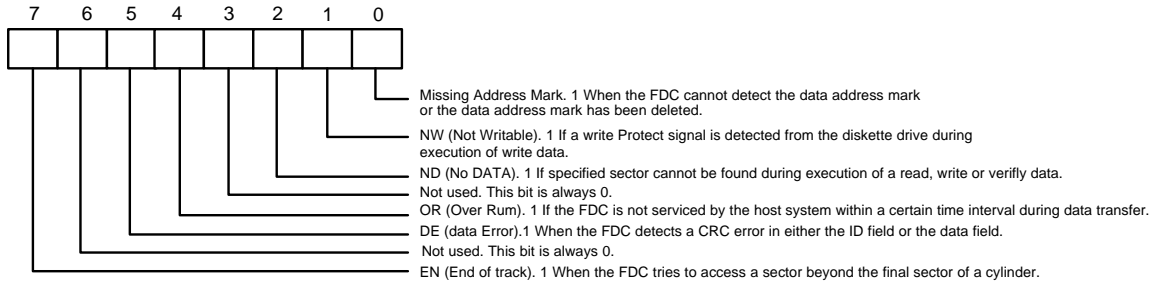 7 6 5 4 3 2 1 0
Missing Address Mark. 1 When the FDC cannot detect the data address mark
or the data address mark has been deleted.
NW (Not Writable). 1 If a write Protect signal is detected from the diskette drive during
execution of write data.
ND (No DATA). 1 If specified sector cannot be found during execution of a read, write or verifly data.
Not used. This bit is always 0.
OR (Over Rum). 1 If the FDC is not serviced by the host system within a certain time interval during data transfer.
DE (data Error).1 When the FDC detects a CRC error in either the ID field or the data field.
Not used. This bit is always 0.
EN (End of track). 1 When the FDC tries to access a sector beyond the final sector of a cylinder.